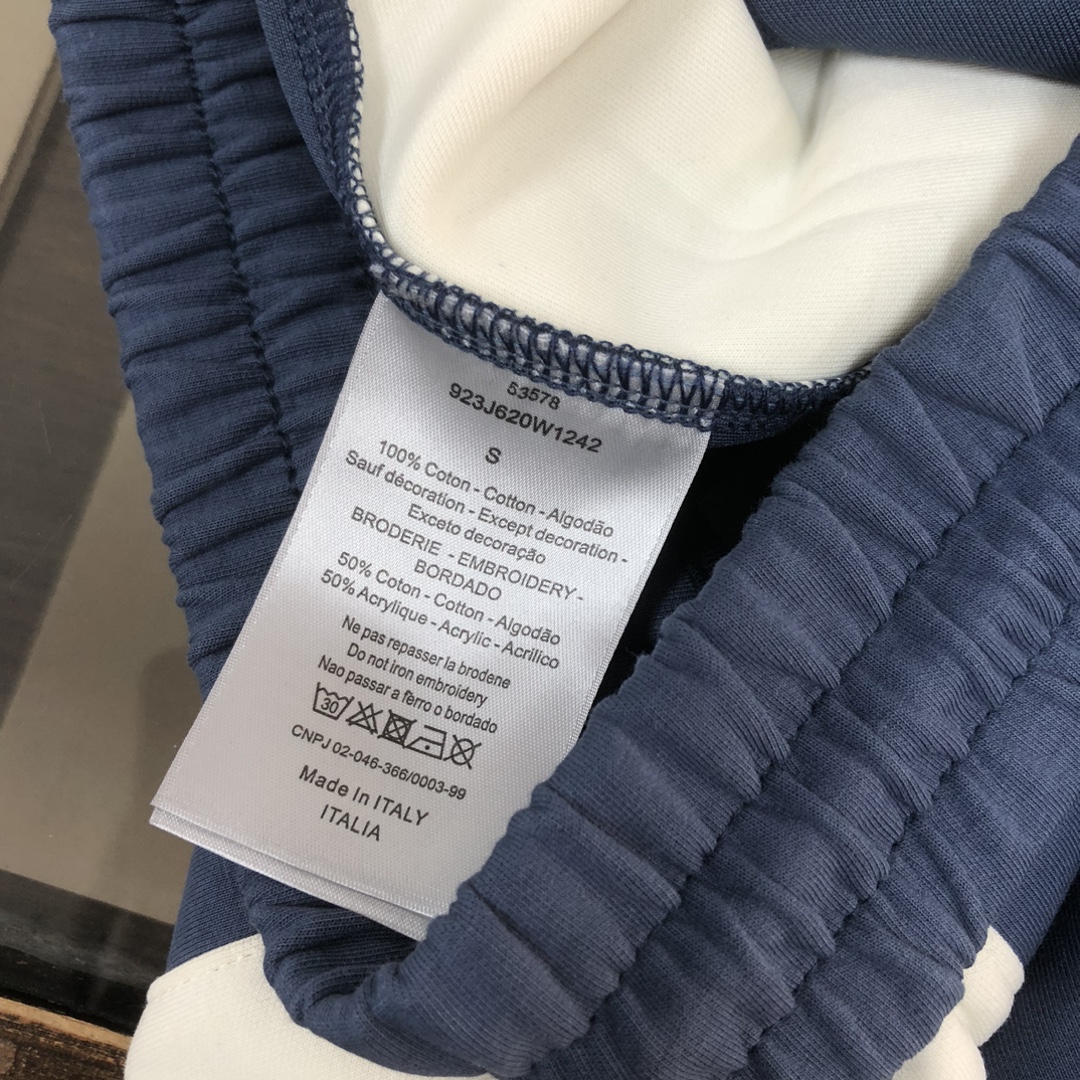 53578
923J620W1242
S
100% Coton - Cotton - Algodão
Sauf décoration - Except decoration -
Exceto decoração
BRODERIE - EMBROIDERY -
BORDADO
50% Coton - Cotton - Algodão
50% Acrylique - Acrylic - Acrílico
Ne pas repasser la brodene
Do not iron embroidery
Nao passar a ferro o bordado
30
CNPJ 02-046-366/0003-99
Made In ITALY
ITALIA